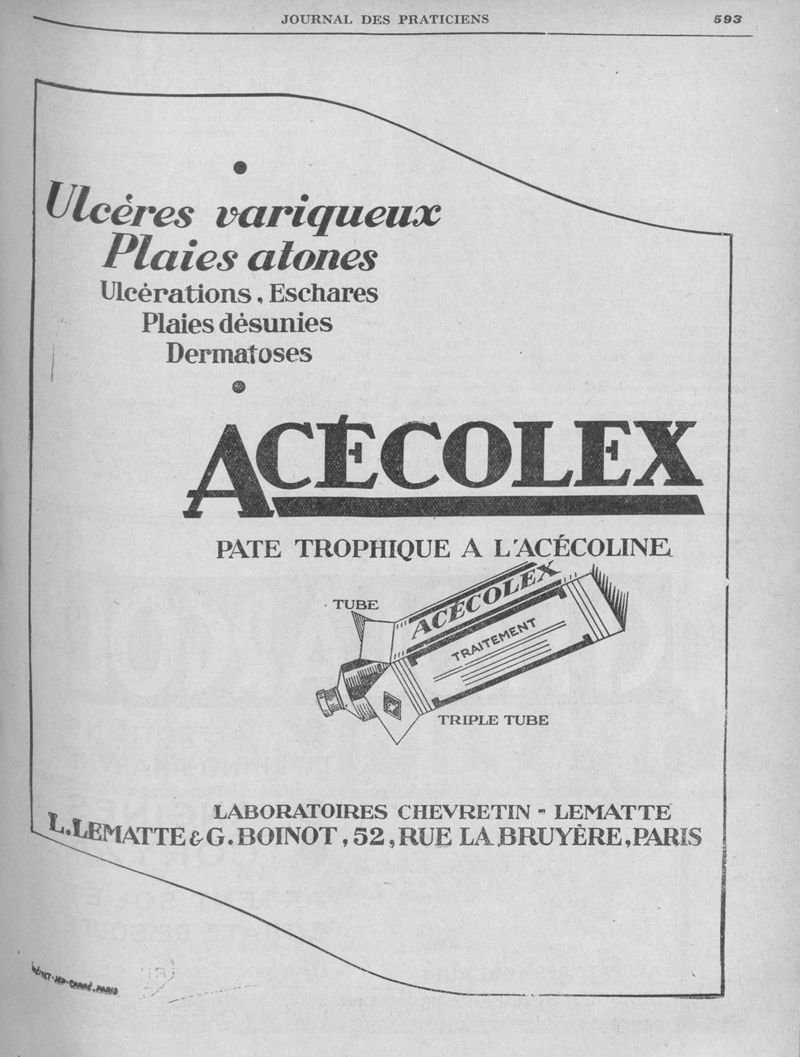 JOURNAL DES PRATICIENS 593
Ulcères variqueux
Plaies atones
Ulcérations, Eschares
Plaies désunies
Dermatoses
ACÉCOLEX
PATE TROPHIQUE A L'ACÉCOLINE
TUBE
ACÉCOLEX
TRAITEMENT
TRIPLE TUBE
LABORATOIRES CHEVRETIN - LEMATTE
L. LEMATTE & G. BOINOT, 52, RUE LA BRUYÈRE, PARIS
PARIS